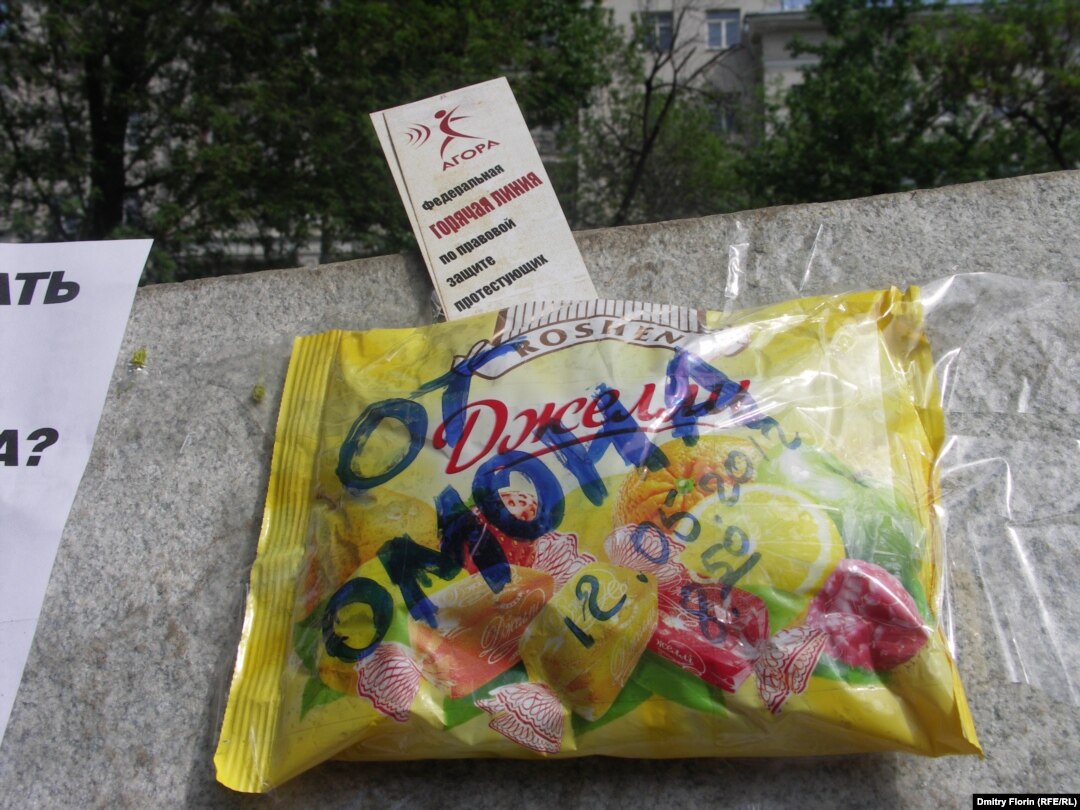 АГОРА
федеральная
горячая линия
по правовой
защите
протестующих
АТЬ
А?
ROSHEN
Джелли
ОТ
ОМОНА
12.05.2012
Dmitry Florin (RFE/RL)